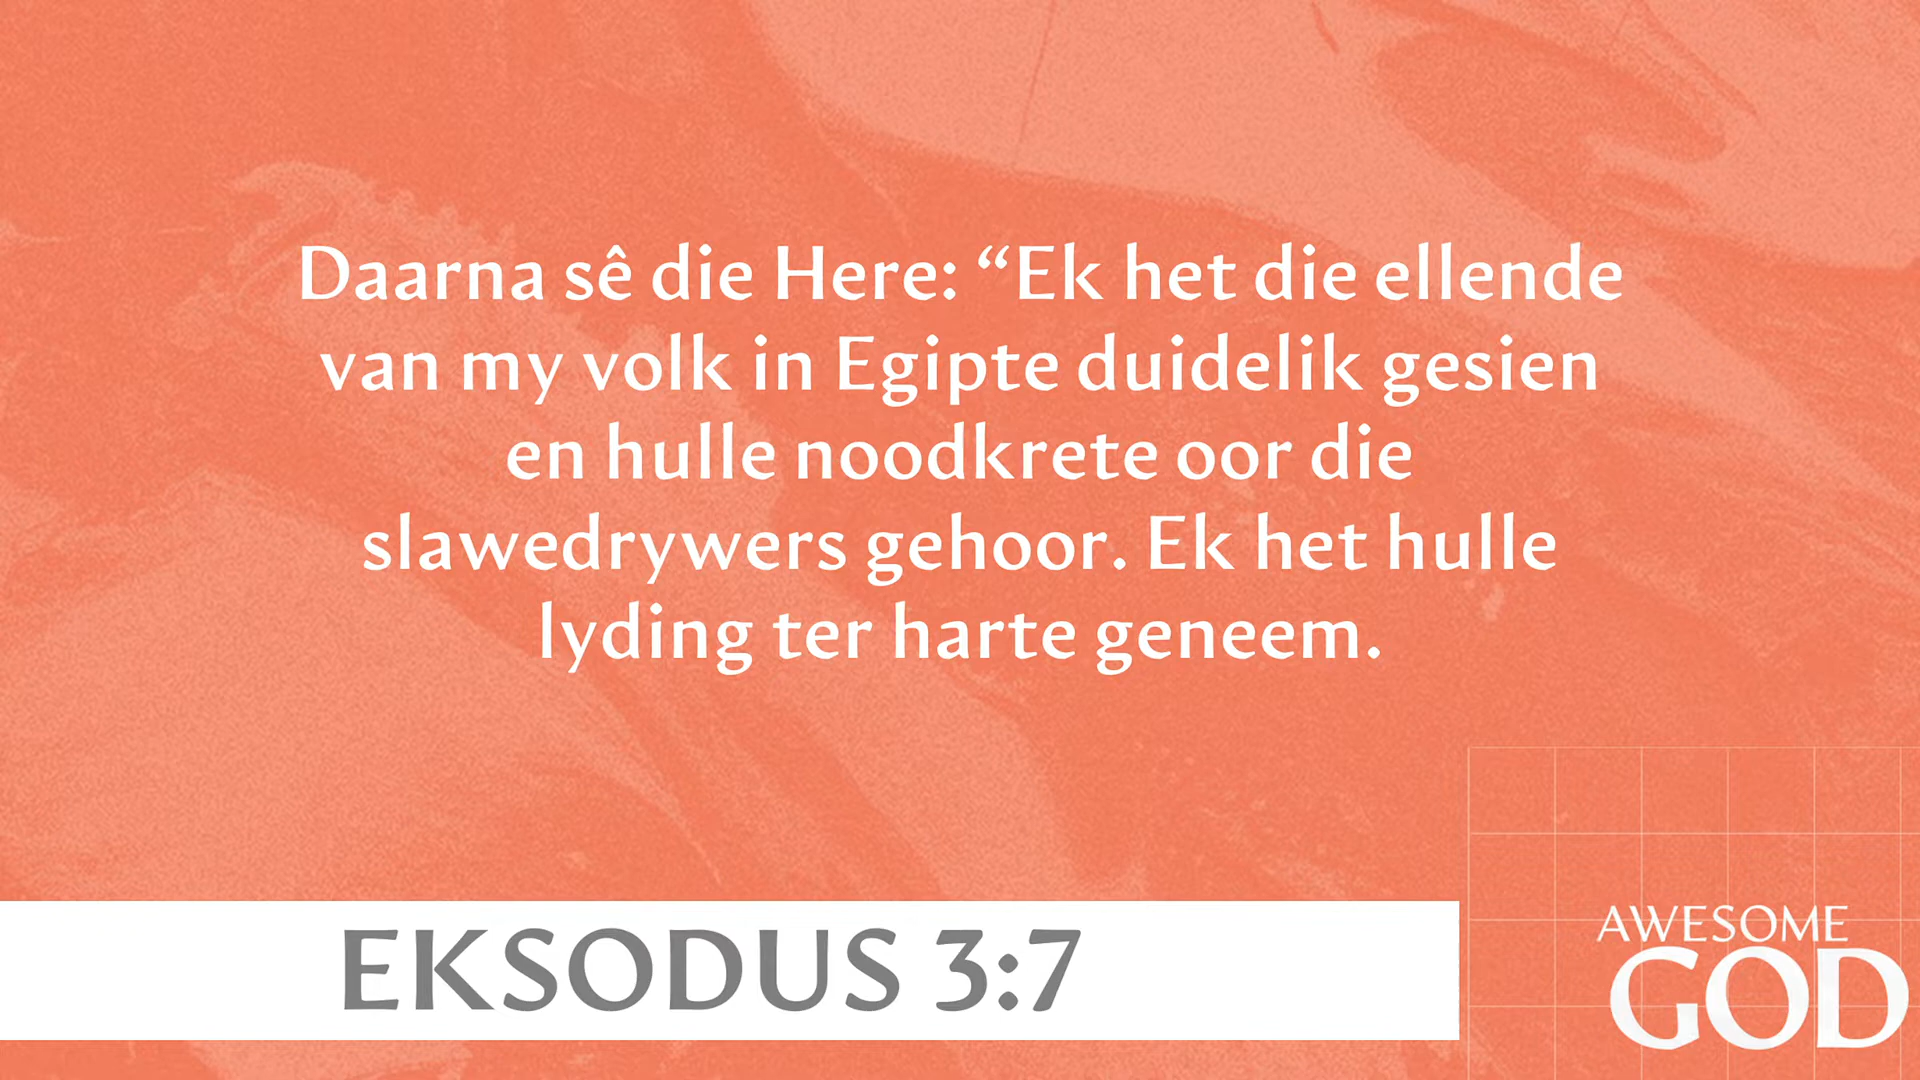 Daarna sê die Here: “Ek het die ellende
van my volk in Egipte duidelik gesien
en hulle noodkrete oor die
slawedrywers gehoor. Ek het hulle
lyding ter harte geneem.
EKSODUS 3:7
AWESOME
GOD